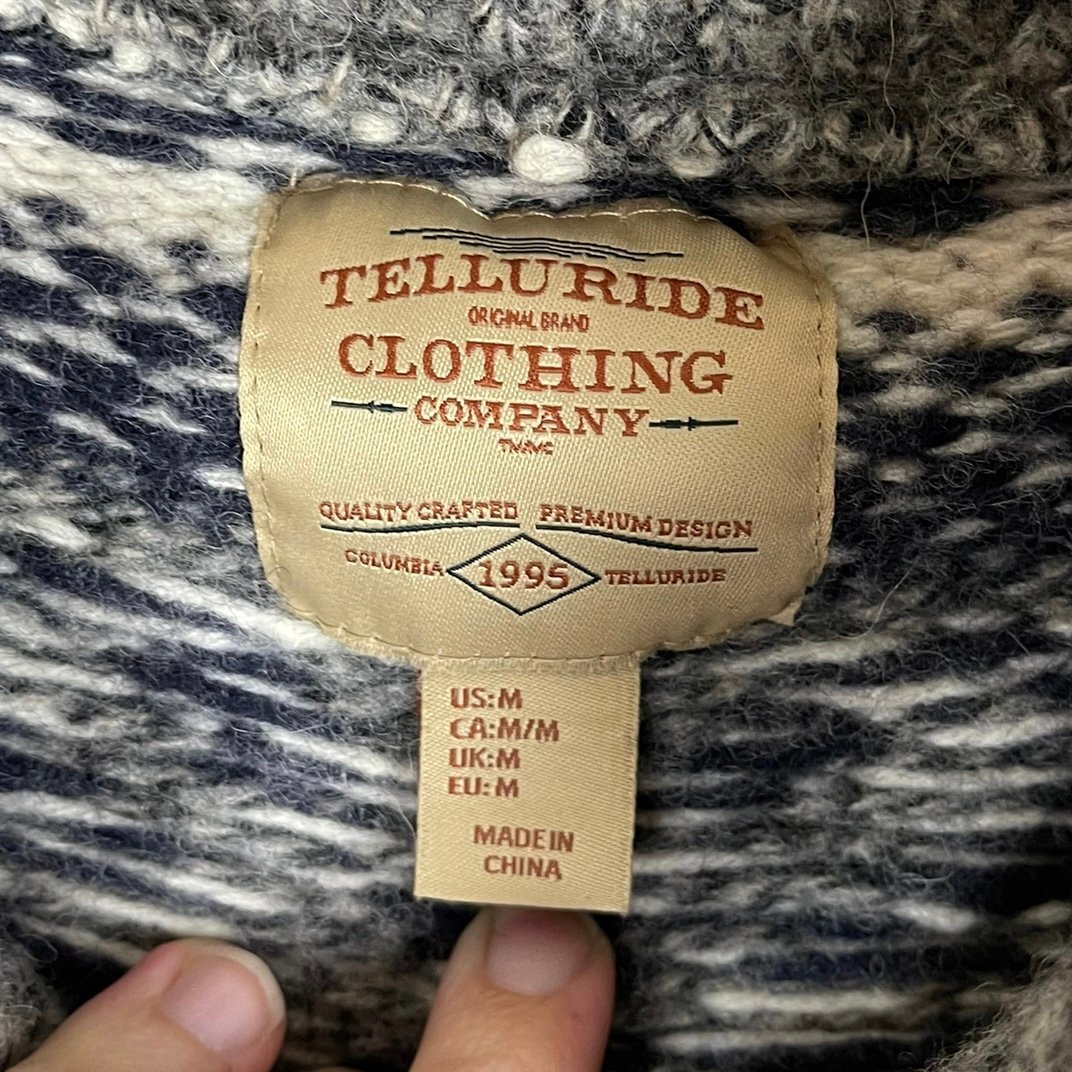 TELLURIDE
ORIGINAL BRAND
CLOTHING
COMPANY
QUALITY CRAFTED PREMIUM DESIGN
COLUMBIA 1995 TELLURIDE
US:M
CA:M/M
UK:M
EU:M
MADE IN
CHINA